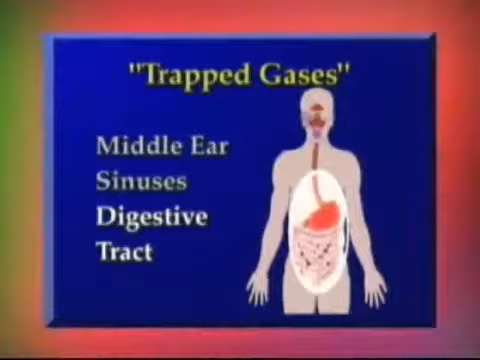 "Trapped Gases"
Middle Ear
Sinuses
Digestive
Tract